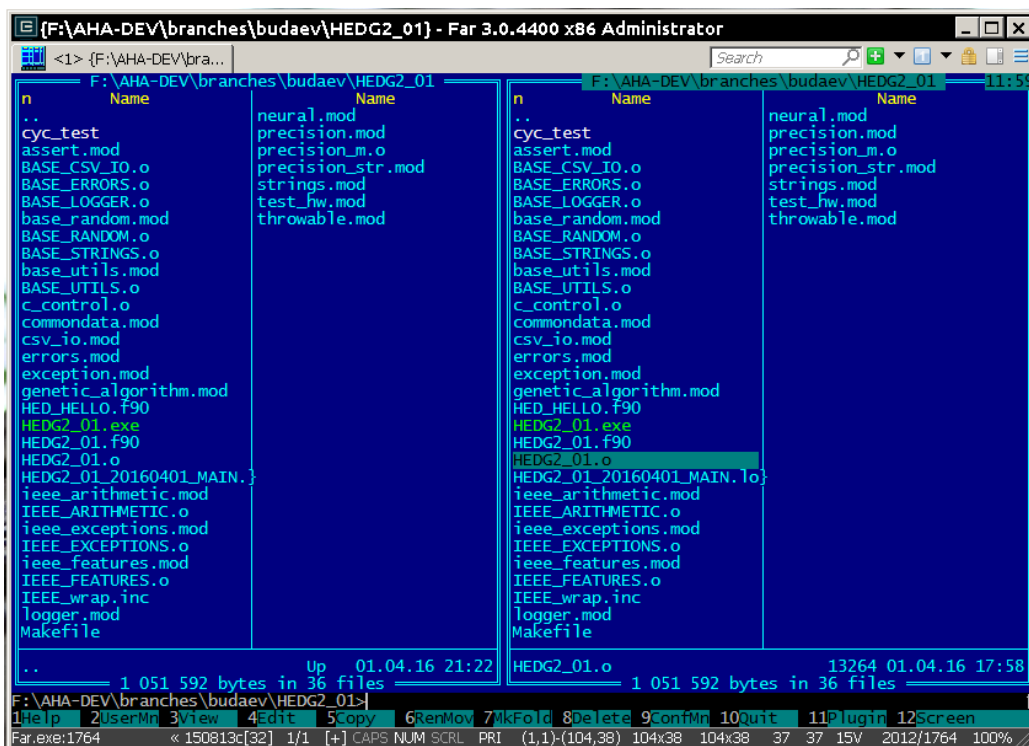 {F:\AHA-DEV\branches\budaev\HEDG2_01} - Far 3.0.4400 x86 Administrator
<1> {F:\AHA-DEV\bra... Search 1
F:\AHA-DEV\branches\budaev\HEDG2_01
n Name Name
.. neural.mod
cyc_test precision.mod
assert.mod precision_m.o
BASE_CSV_IO.o precision_str.mod
BASE_ERRORS.o strings.mod
BASE_LOGGER.o test_hw.mod
base_random.mod throwable.mod
BASE_RANDOM.o
BASE_STRINGS.o
base_utils.mod
BASE_UTILS.o
c_control.o
commondata.mod
csv_io.mod
errors.mod
exception.mod
genetic_algorithm.mod
HED_HELLO.f90
HEDG2_01.exe
HEDG2_01.f90
HEDG2_01.o
HEDG2_01_20160401_MAIN.}
ieee_arithmetic.mod
IEEE_ARITHMETIC.o
ieee_exceptions.mod
IEEE_EXCEPTIONS.o
ieee_features.mod
IEEE_FEATURES.o
IEEE_wrap.inc
logger.mod
Makefile
.. Up 01.04.16 21:22
1 051 592 bytes in 36 files
F:\AHA-DEV\branches\budaev\HEDG2_01 11:5
n Name Name
.. neural.mod
cyc_test precision.mod
assert.mod precision_m.o
BASE_CSV_IO.o precision_str.mod
BASE_ERRORS.o strings.mod
BASE_LOGGER.o test_hw.mod
base_random.mod throwable.mod
BASE_RANDOM.o
BASE_STRINGS.o
base_utils.mod
BASE_UTILS.o
c_control.o
commondata.mod
csv_io.mod
errors.mod
exception.mod
genetic_algorithm.mod
HED_HELLO.f90
HEDG2_01.exe
HEDG2_01.f90
HEDG2_01.o
HEDG2_01_20160401_MAIN.lo}
ieee_arithmetic.mod
IEEE_ARITHMETIC.o
ieee_exceptions.mod
IEEE_EXCEPTIONS.o
ieee_features.mod
IEEE_FEATURES.o
IEEE_wrap.inc
logger.mod
Makefile
HEDG2_01.o 13264 01.04.16 17:58
1 051 592 bytes in 36 files
F:\AHA-DEV\branches\budaev\HEDG2_01>
1Help 2UserMn 3View 4Edit 5Copy 6RenMov 7MkFold 8Delete 9ConfMn 10Quit 11Plugin 12Screen
Far.exe:1764 « 150813c[32] 1/1 [+] CAPS NUM SCRL PRI (1,1)-(104,38) 104x38 104x38 37 37 15V 2012/1764 100%